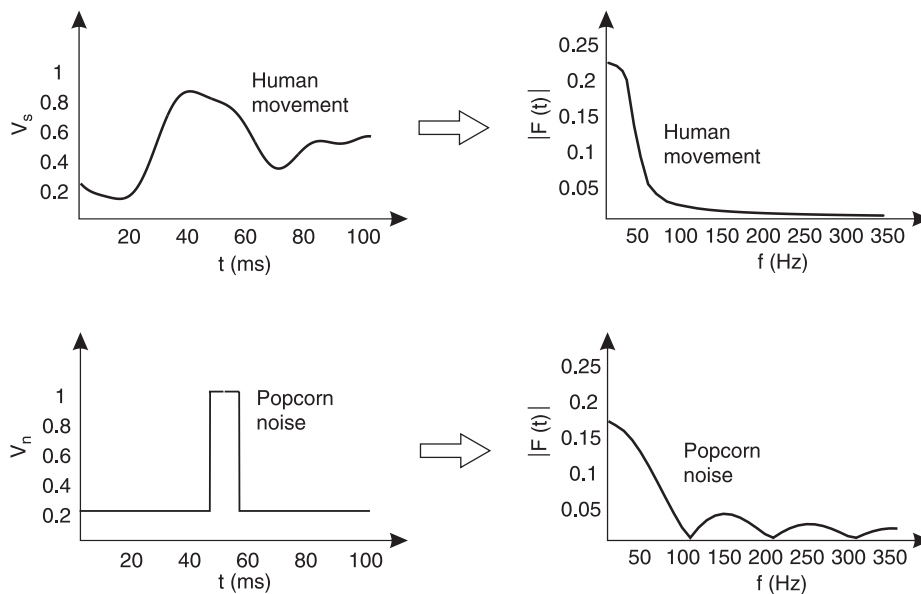 1
0.8
0.6
0.4
0.2
V_s
Human
movement
20 40 60 80 100
t (ms)
0.25
0.2
0.15
0.1
0.05
|F (t)|
Human
movement
50 100 150 200 250 300 350
f (Hz)
1
0.8
0.6
0.4
0.2
V_n
Popcorn
noise
20 40 60 80 100
t (ms)
0.25
0.2
0.15
0.1
0.05
|F (t)|
Popcorn
noise
50 100 150 200 250 300 350
f (Hz)